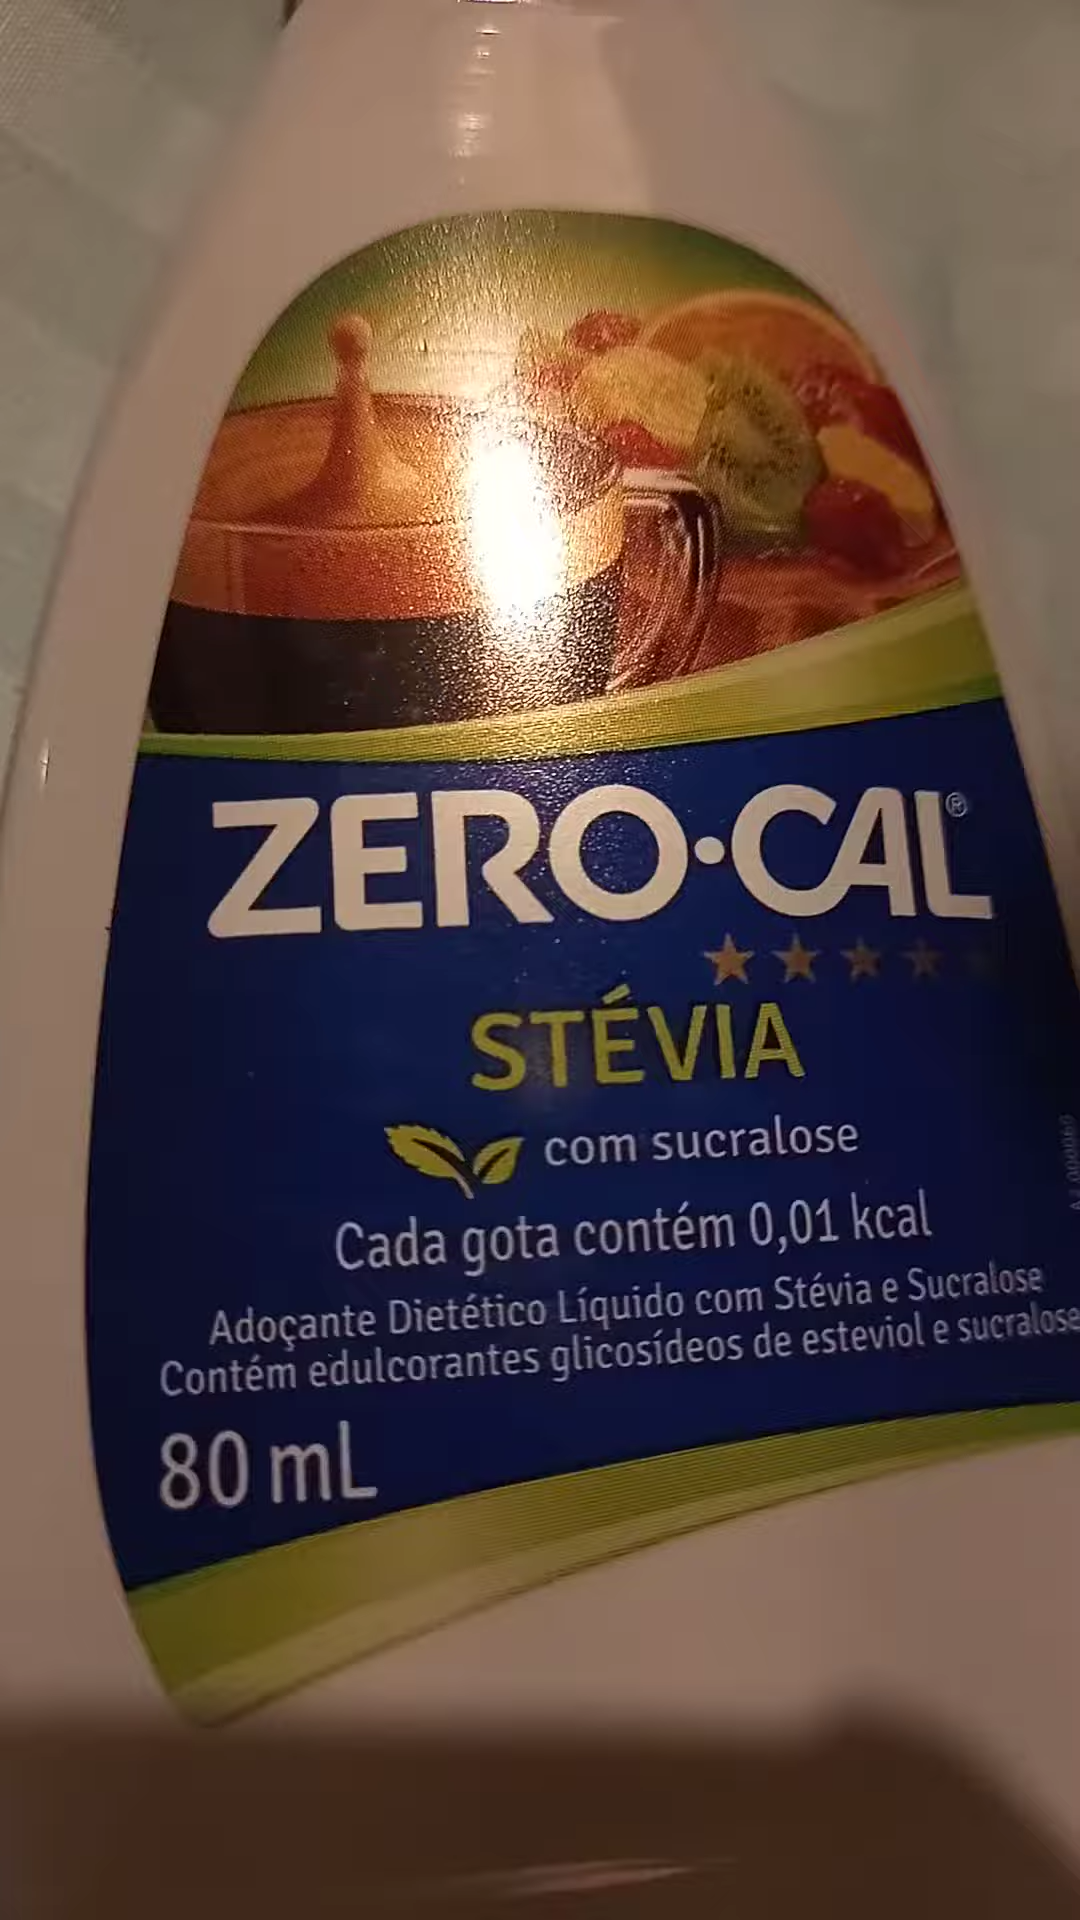 ZERO·CAL®
STÉVIA
com sucralose
Cada gota contém 0,01 kcal
Adoçante Dietético Líquido com Stévia e Sucralose
Contém edulcorantes glicosídeos de esteviol e sucralose
80 mL